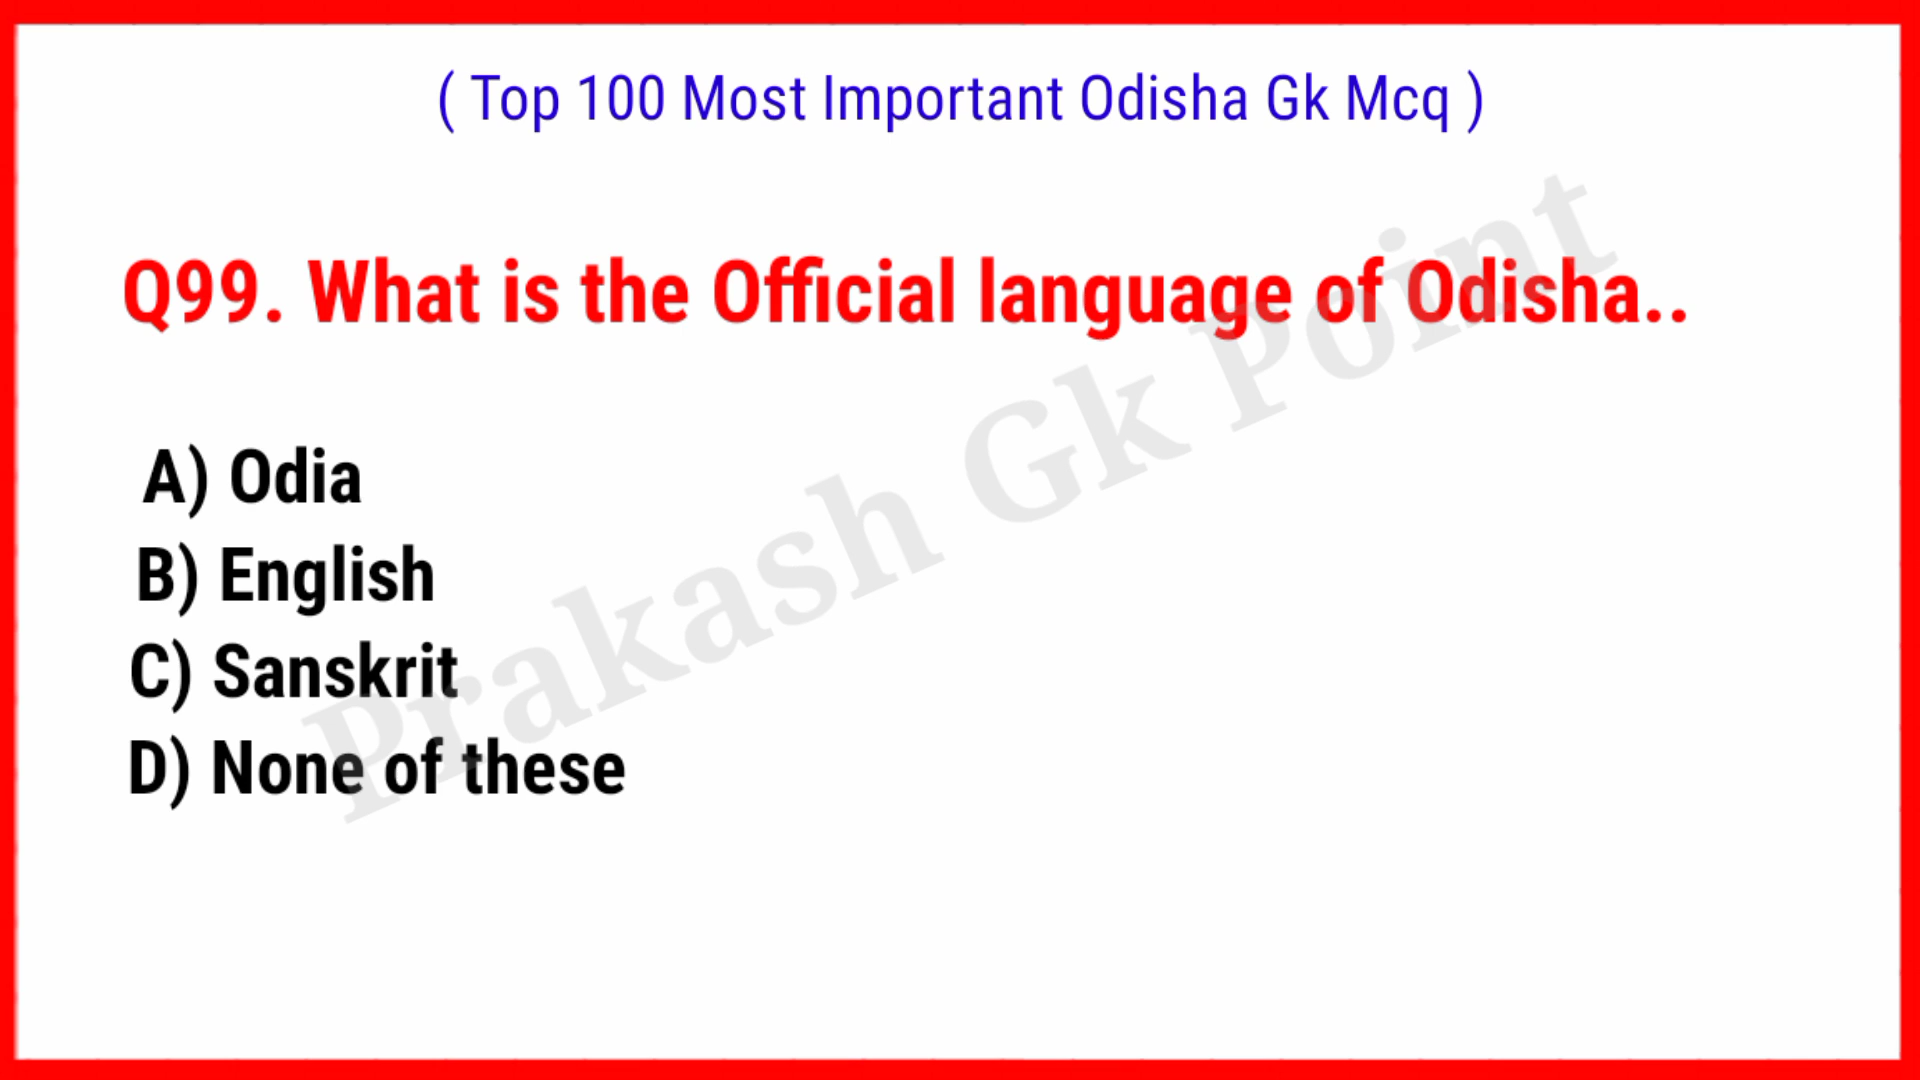 ( Top 100 Most Important Odisha Gk Mcq )
Q99. What is the Official language of Odisha..
A) Odia
B) English
C) Sanskrit
D) None of these
Prakash Gk Point